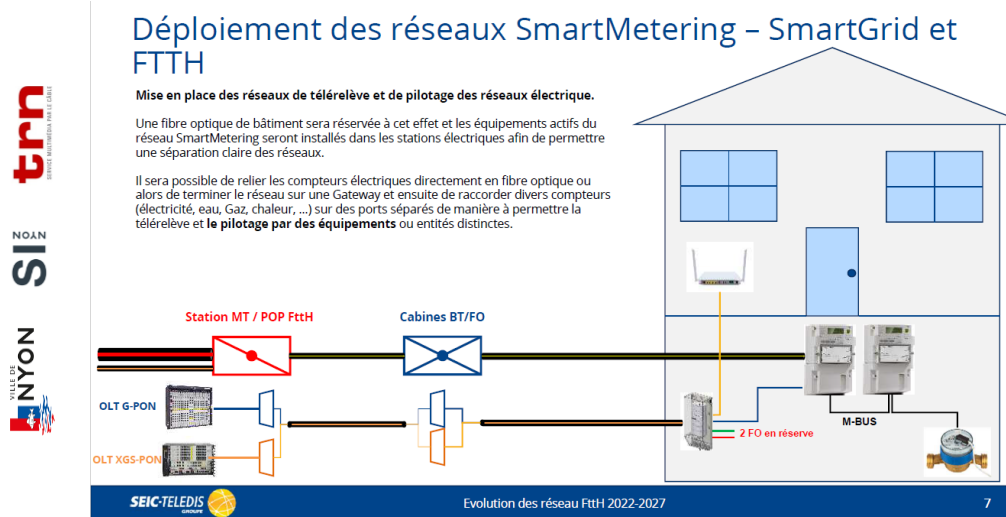 Déploiement des réseaux SmartMetering – SmartGrid et
FTTH
Mise en place des réseaux de télérelève et de pilotage des réseaux électrique.
Une fibre optique de bâtiment sera réservée à cet effet et les équipements actifs du
réseau SmartMetering seront installés dans les stations électriques afin de permettre
une séparation claire des réseaux.
Il sera possible de relier les compteurs électriques directement en fibre optique ou
alors de terminer le réseau sur une Gateway et ensuite de raccorder divers compteurs
(électricité, eau, Gaz, chaleur, ...) sur des ports séparés de manière à permettre la
télérelève et le pilotage par des équipements ou entités distinctes.
trn
SERVICE MULTIMÉDIA PAR LE CÂBLE
SI
NYON
VILLE DE
NYON
Station MT / POP FttH
Cabines BT/FO
OLT G-PON
OLT XGS-PON
2 FO en réserve
M-BUS
SEIC-TELEDIS
GROUPE
Evolution des réseau FttH 2022-2027
7